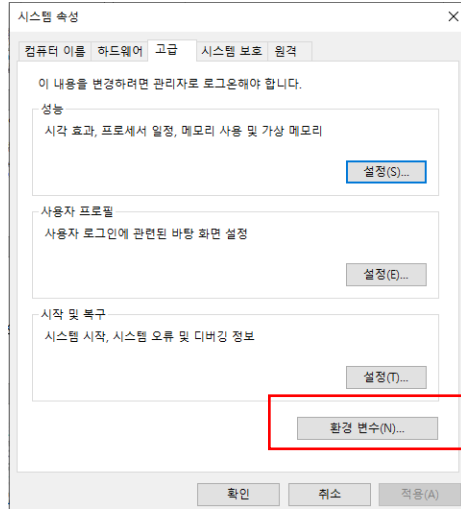 시스템 속성
컴퓨터 이름 하드웨어 고급 시스템 보호 원격
이 내용을 변경하려면 관리자로 로그온해야 합니다.
성능
시각 효과, 프로세서 일정, 메모리 사용 및 가상 메모리
설정(S)...
사용자 프로필
사용자 로그인에 관련된 바탕 화면 설정
설정(E)...
시작 및 복구
시스템 시작, 시스템 오류 및 디버깅 정보
설정(T)...
환경 변수(N)...
확인 취소 적용(A)